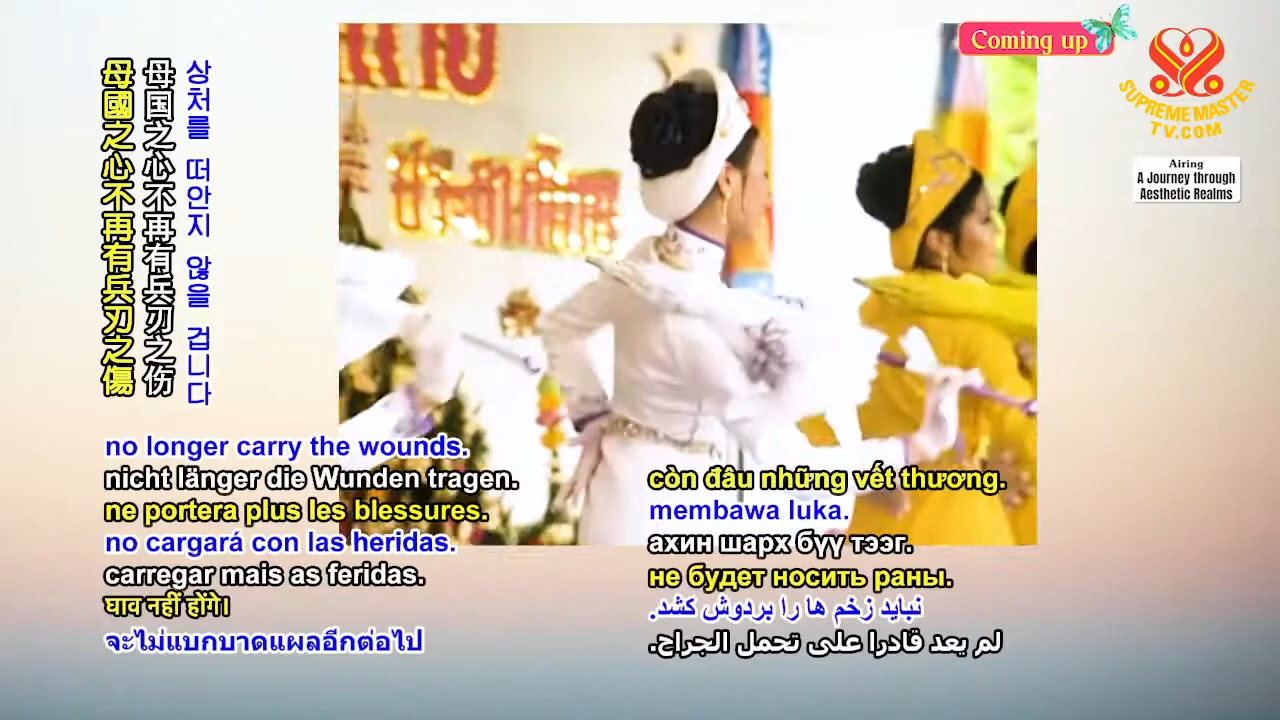 Coming up
SUPREME MASTER
TV.COM
Airing
A Journey through
Aesthetic Realms
母國之心不再有兵刃之傷
母国之心不再有兵刃之伤
상처를 떠안지 않을 겁니다
no longer carry the wounds.
nicht länger die Wunden tragen.
ne portera plus les blessures.
no cargará con las heridas.
carregar mais as feridas.
घाव नहीं होंगे।
จะไม่แบกบาดแผลอีกต่อไป
còn đâu những vết thương.
membawa luka.
ахин шарх бүү тээг.
не будет носить раны.
نباید زخم ها را بردوش کشد.
لم يعد قادرا على تحمل الجراح.